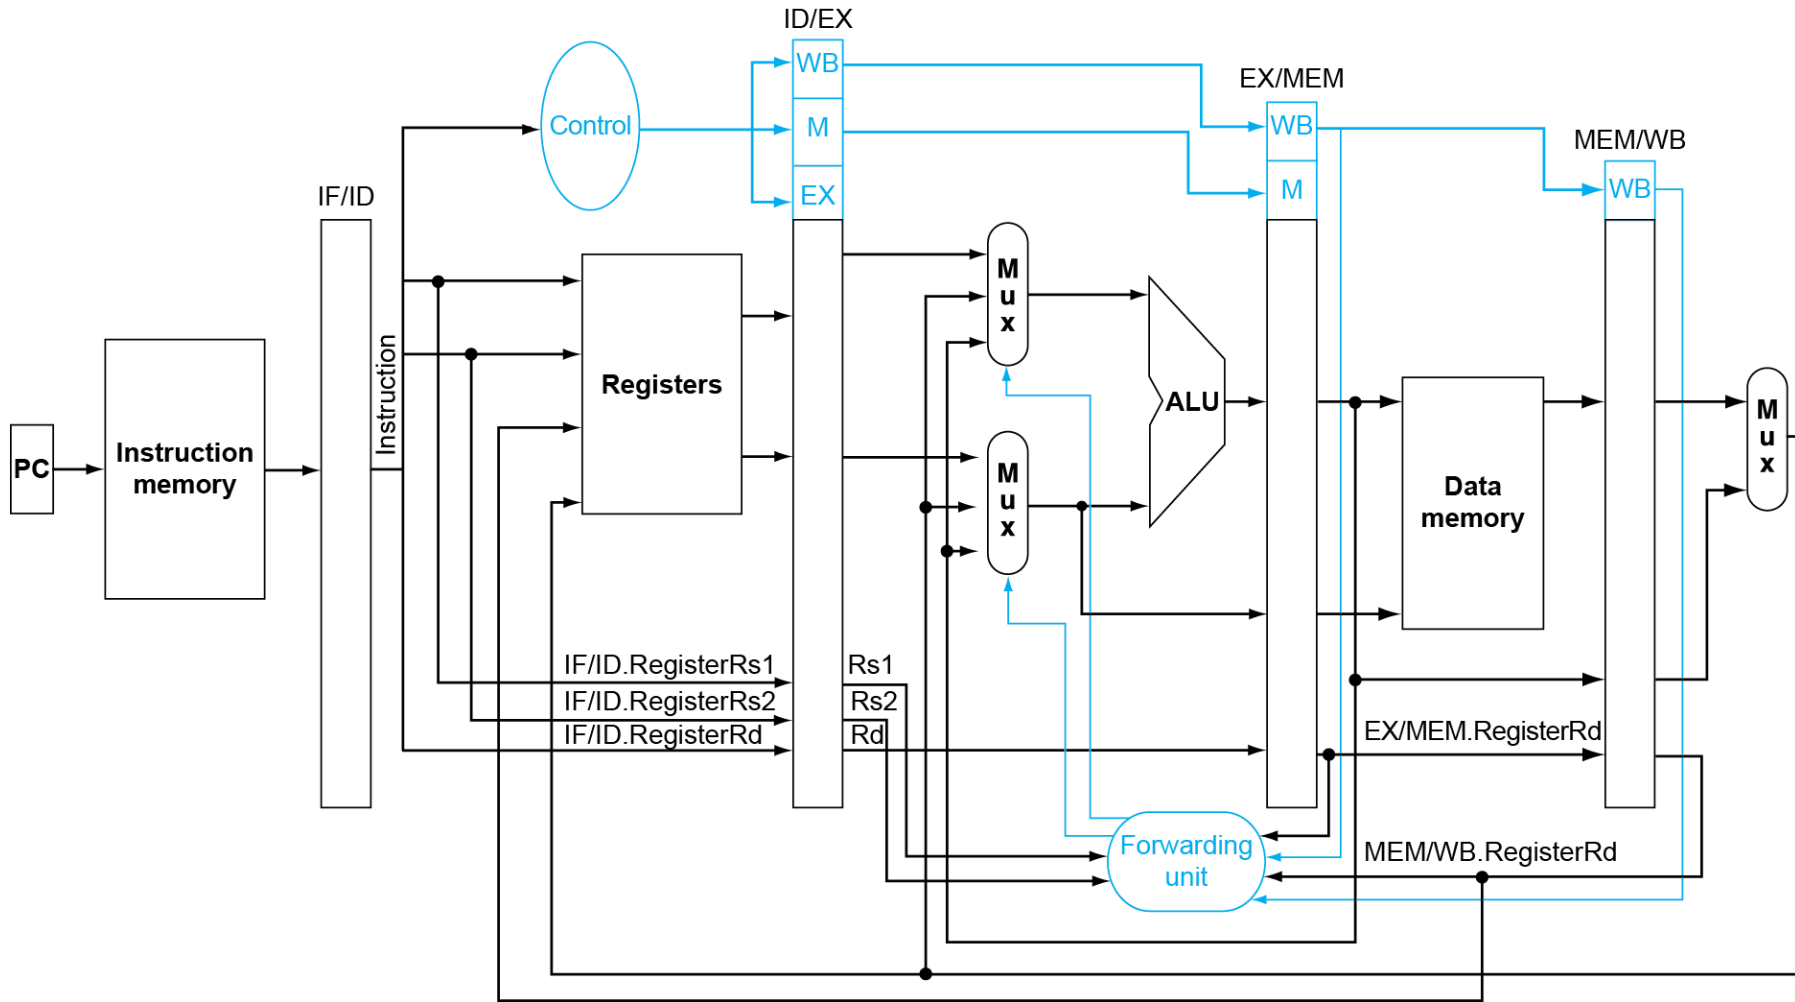 ID/EX
WB
EX/MEM
Control
M
WB
MEM/WB
IF/ID
EX
M
WB
M
u
x
Instruction
Registers
ALU
M
u
x
PC
Instruction
memory
M
u
x
Data
memory
IF/ID.RegisterRs1
Rs1
IF/ID.RegisterRs2
Rs2
IF/ID.RegisterRd
Rd
EX/MEM.RegisterRd
Forwarding
unit
MEM/WB.RegisterRd